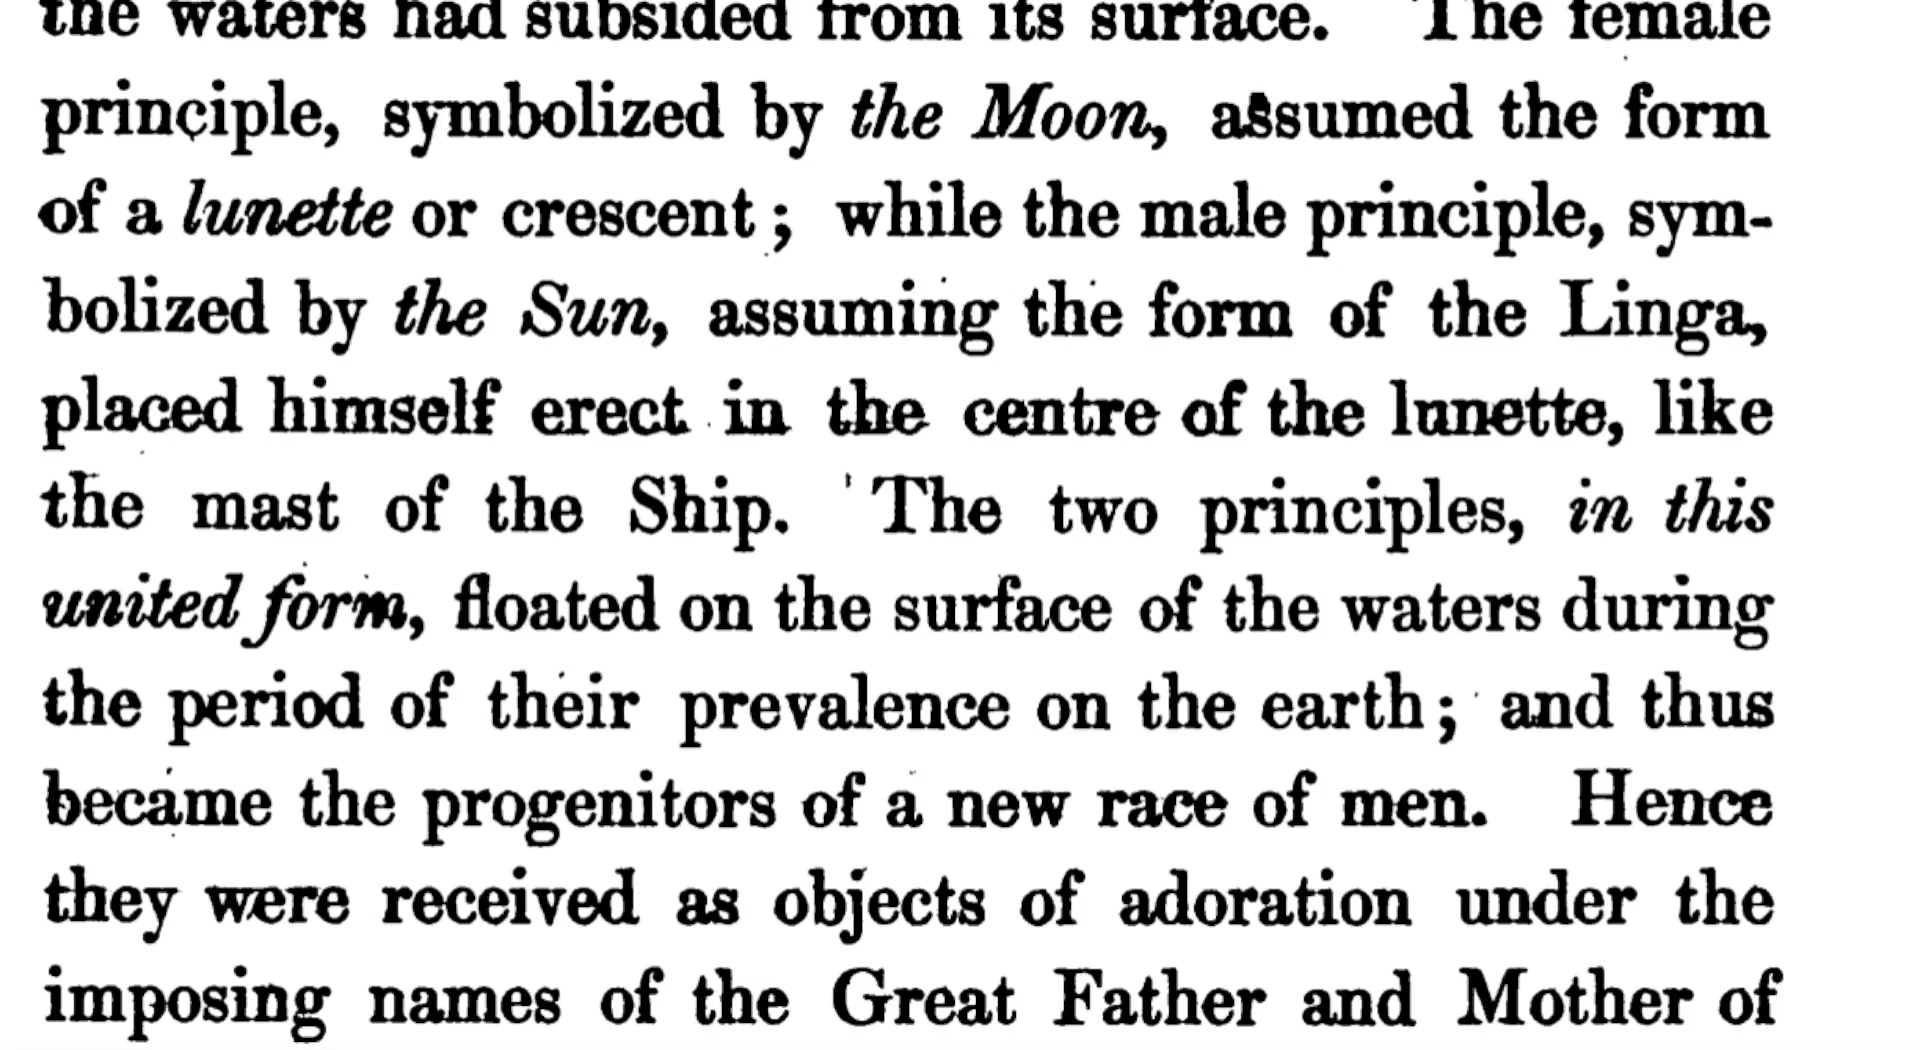 the waters had subsided from its surface. The female
principle, symbolized by the Moon, assumed the form
of a lunette or crescent; while the male principle, sym-
bolized by the Sun, assuming the form of the Linga,
placed himself erect in the centre of the lunette, like
the mast of the Ship. The two principles, in this
united form, floated on the surface of the waters during
the period of their prevalence on the earth; and thus
became the progenitors of a new race of men. Hence
they were received as objects of adoration under the
imposing names of the Great Father and Mother of